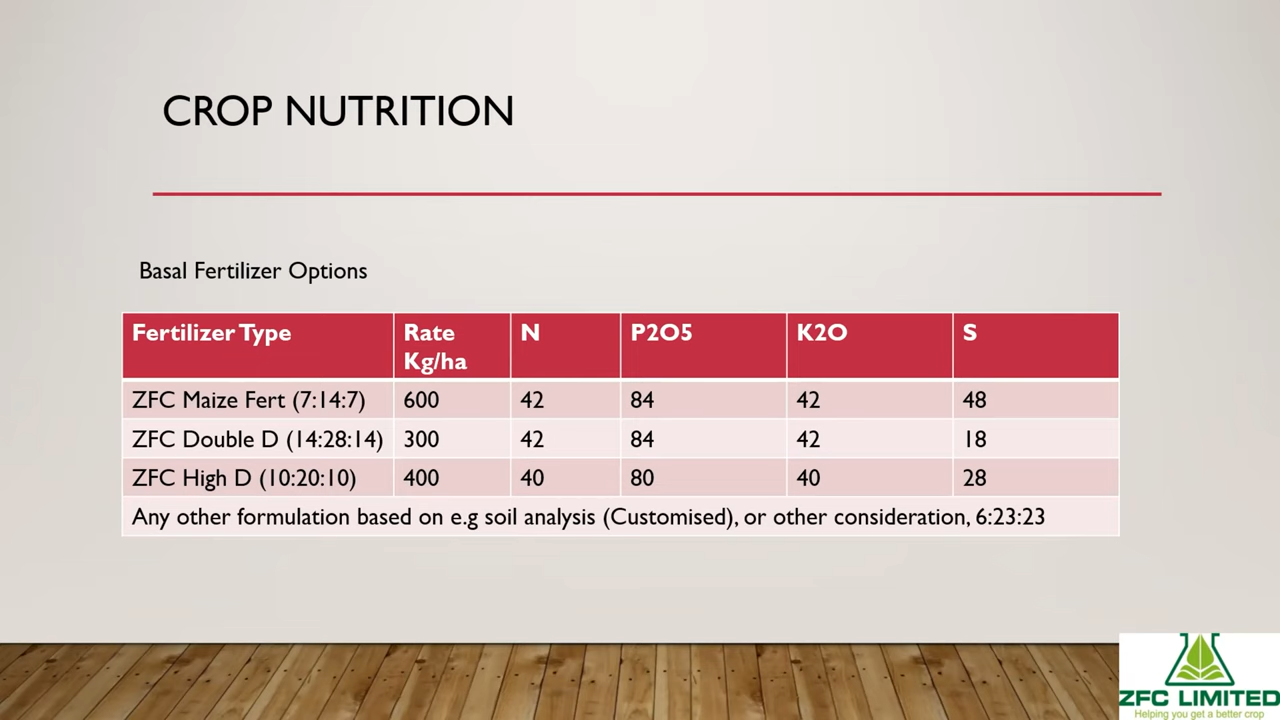 CROP NUTRITION
Basal Fertilizer Options
Fertilizer Type Rate Kg/ha N P2O5 K2O S
ZFC Maize Fert (7:14:7) 600 42 84 42 48
ZFC Double D (14:28:14) 300 42 84 42 18
ZFC High D (10:20:10) 400 40 80 40 28
Any other formulation based on e.g soil analysis (Customised), or other consideration, 6:23:23
ZFC LIMITED
Helping you get a better crop